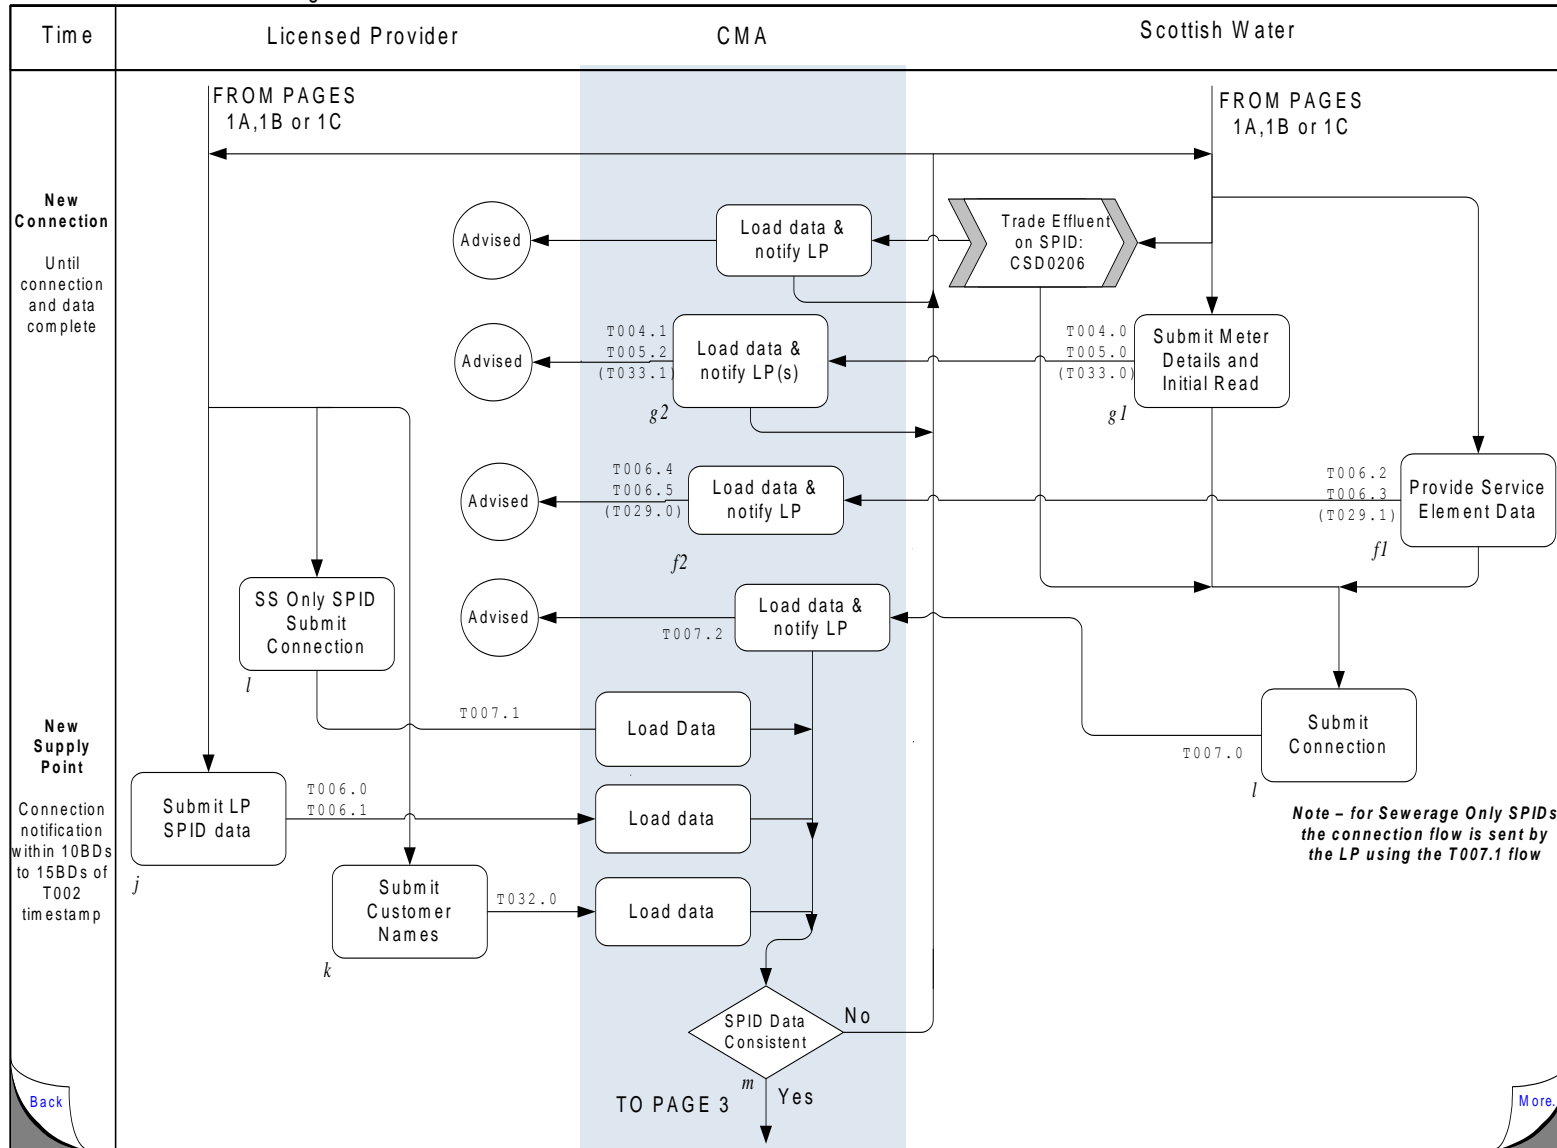 Time
Licensed Provider
CMA
Scottish Water
FROM PAGES
1A,1B or 1C
FROM PAGES
1A,1B or 1C
New
Connection
Until
connection
and data
complete
Advised
Load data &
notify LP
Trade Effluent
on SPID:
CSD0206
Advised
T004.1
T005.2
(T033.1)
Load data &
notify LP(s)
g2
T004.0
T005.0
(T033.0)
Submit Meter
Details and
Initial Read
g1
Advised
T006.4
T006.5
(T029.0)
Load data &
notify LP
f2
T006.2
T006.3
(T029.1)
Provide Service
Element Data
f1
SS Only SPID
Submit
Connection
l
Advised
T007.2
Load data &
notify LP
T007.1
Load Data
T007.0
Submit
Connection
l
New
Supply
Point
Connection
notification
within 10BDs
to 15BDs of
T002
timestamp
Submit LP
SPID data
j
T006.0
T006.1
Load data
Note – for Sewerage Only SPIDs
the connection flow is sent by
the LP using the T007.1 flow
Submit
Customer
Names
k
T032.0
Load data
SPID Data
Consistent
No
m
Yes
TO PAGE 3
Back
More.